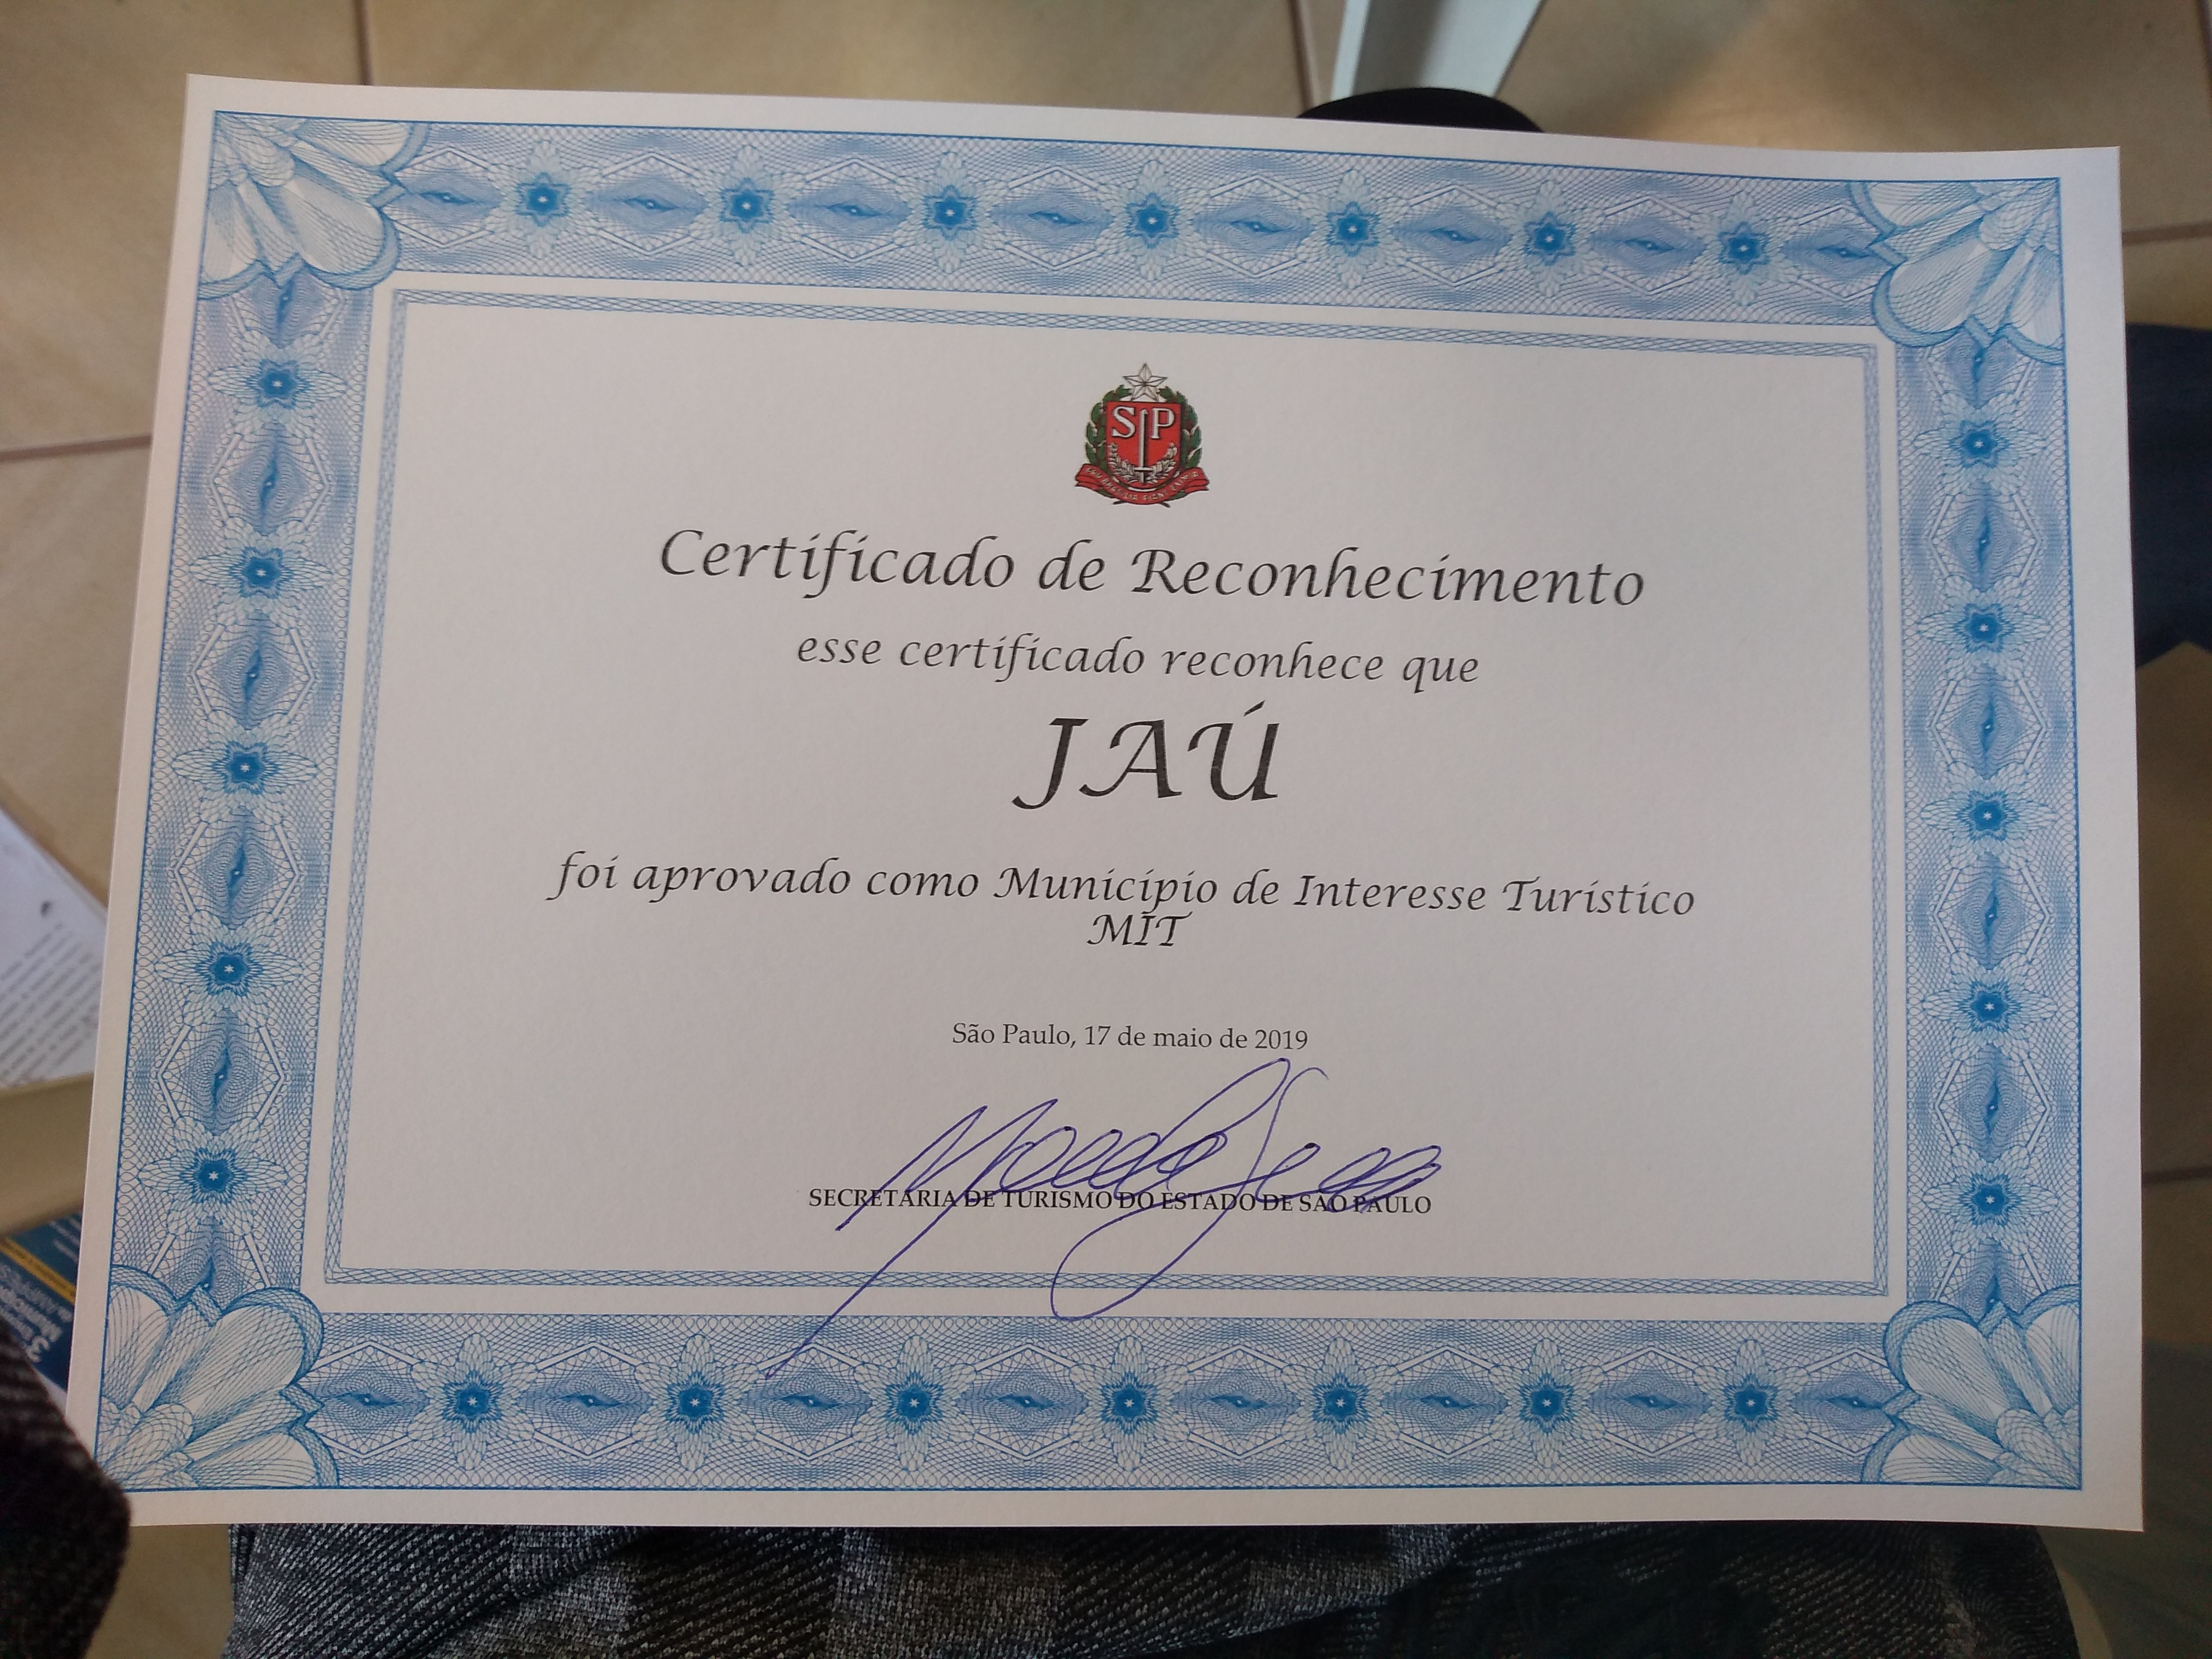 SP
Certificado de Reconhecimento
esse certificado reconhece que
JAÚ
foi aprovado como Município de Interesse Turístico
MIT
São Paulo, 17 de maio de 2019
SECRETARIA DE TURISMO DO ESTADO DE SÃO PAULO